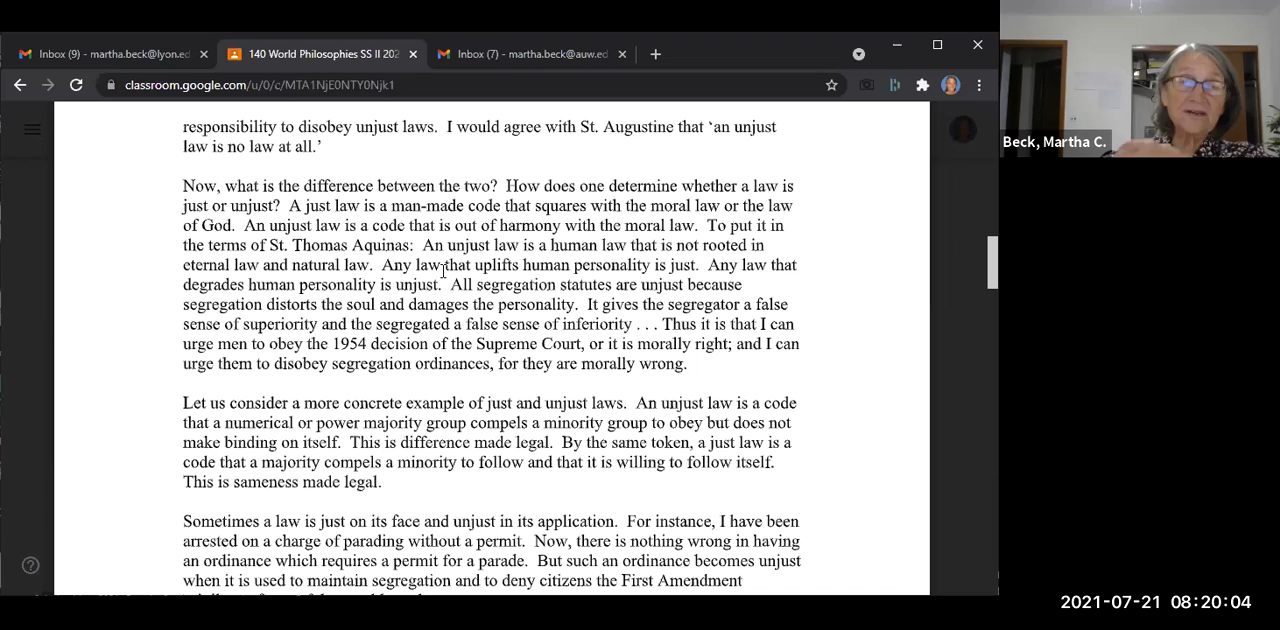 Inbox (9) - martha.beck@lyon.ed
140 World Philosophies SS II 202
Inbox (7) - martha.beck@auw.ed
classroom.google.com/u/0/c/MTA1NjE0NTY0Njk1
Beck, Martha C.
responsibility to disobey unjust laws. I would agree with St. Augustine that ‘an unjust
law is no law at all.’
Now, what is the difference between the two? How does one determine whether a law is
just or unjust? A just law is a man-made code that squares with the moral law or the law
of God. An unjust law is a code that is out of harmony with the moral law. To put it in
the terms of St. Thomas Aquinas: An unjust law is a human law that is not rooted in
eternal law and natural law. Any law that uplifts human personality is just. Any law that
degrades human personality is unjust. All segregation statutes are unjust because
segregation distorts the soul and damages the personality. It gives the segregator a false
sense of superiority and the segregated a false sense of inferiority . . . Thus it is that I can
urge men to obey the 1954 decision of the Supreme Court, or it is morally right; and I can
urge them to disobey segregation ordinances, for they are morally wrong.
Let us consider a more concrete example of just and unjust laws. An unjust law is a code
that a numerical or power majority group compels a minority group to obey but does not
make binding on itself. This is difference made legal. By the same token, a just law is a
code that a majority compels a minority to follow and that it is willing to follow itself.
This is sameness made legal.
Sometimes a law is just on its face and unjust in its application. For instance, I have been
arrested on a charge of parading without a permit. Now, there is nothing wrong in having
an ordinance which requires a permit for a parade. But such an ordinance becomes unjust
when it is used to maintain segregation and to deny citizens the First Amendment
2021-07-21 08:20:04